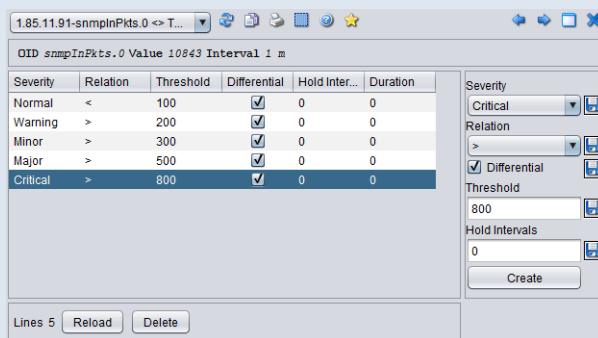 1.85.11.91-snmpInPkts.0 <> T...
OID snmpInPkts.0 Value 10843 Interval 1 m
Severity Relation Threshold Differential Hold Inter... Duration
Normal < 100 0 0
Warning > 200 0 0
Minor > 300 0 0
Major > 500 0 0
Critical > 800 0 0
Severity
Critical
Relation
>
Differential
Threshold
800
Hold Intervals
0
Create
Lines 5 Reload Delete